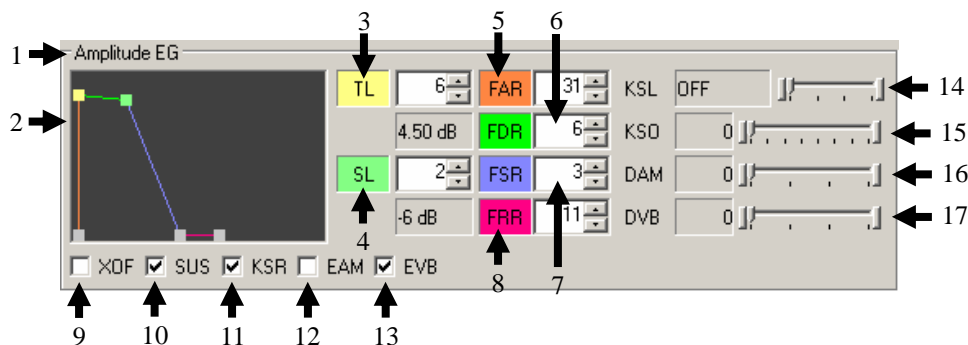 3 5 6
1 Amplitude EG
TL 6 FAR 31 KSL OFF 14
2 4.50 dB FDR 6 KSO 0 15
SL 2 FSR 3 DAM 0 16
-6 dB FRR 11 DVB 0 17
4 8 7
XOF SUS KSR EAM EVB
9 10 11 12 13